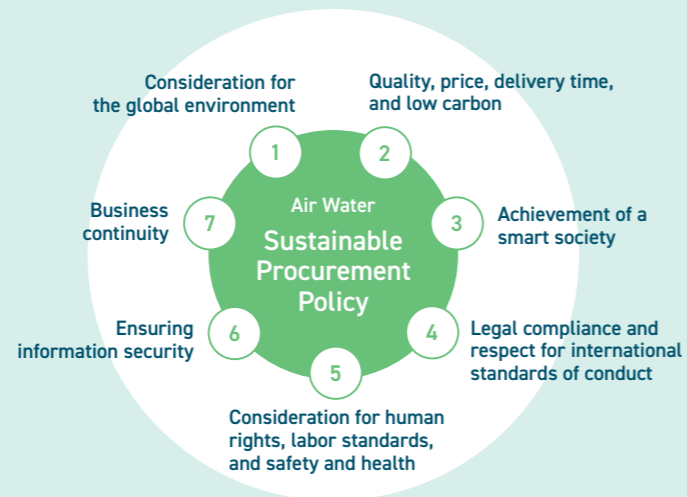 Air Water
Sustainable
Procurement
Policy
1
Consideration for
the global environment
2
Quality, price, delivery time,
and low carbon
3
Achievement of a
smart society
4
Legal compliance and
respect for international
standards of conduct
5
Consideration for human
rights, labor standards,
and safety and health
6
Ensuring
information security
7
Business
continuity